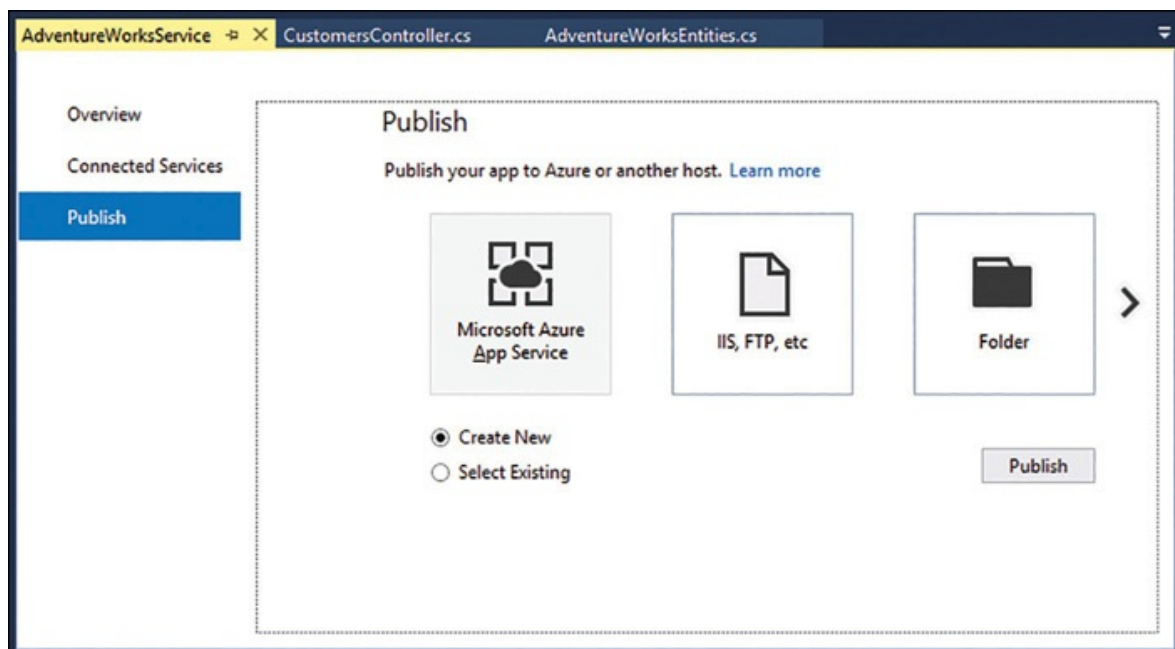 AdventureWorksService CustomersController.cs AdventureWorksEntities.cs
Overview
Connected Services
Publish
Publish
Publish your app to Azure or another host. Learn more
Microsoft Azure
App Service
IIS, FTP, etc
Folder
Create New
Select Existing
Publish